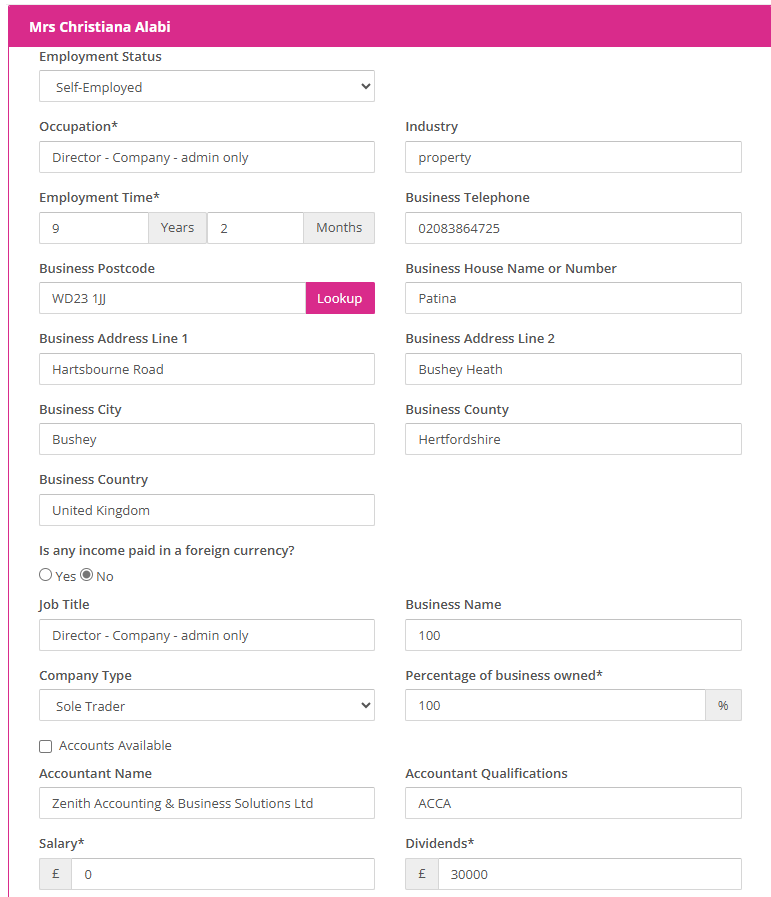 Mrs Christiana Alabi
Employment Status
Self-Employed
Occupation* Industry
Director - Company - admin only property
Employment Time* Business Telephone
9 Years 2 Months 02083864725
Business Postcode Business House Name or Number
WD23 1JJ Lookup Patina
Business Address Line 1 Business Address Line 2
Hartsbourne Road Bushey Heath
Business City Business County
Bushey Hertfordshire
Business Country
United Kingdom
Is any income paid in a foreign currency?
Yes No
Job Title Business Name
Director - Company - admin only 100
Company Type Percentage of business owned*
Sole Trader 100 %
Accounts Available
Accountant Name Accountant Qualifications
Zenith Accounting & Business Solutions Ltd ACCA
Salary* Dividends*
£ 0 £ 30000